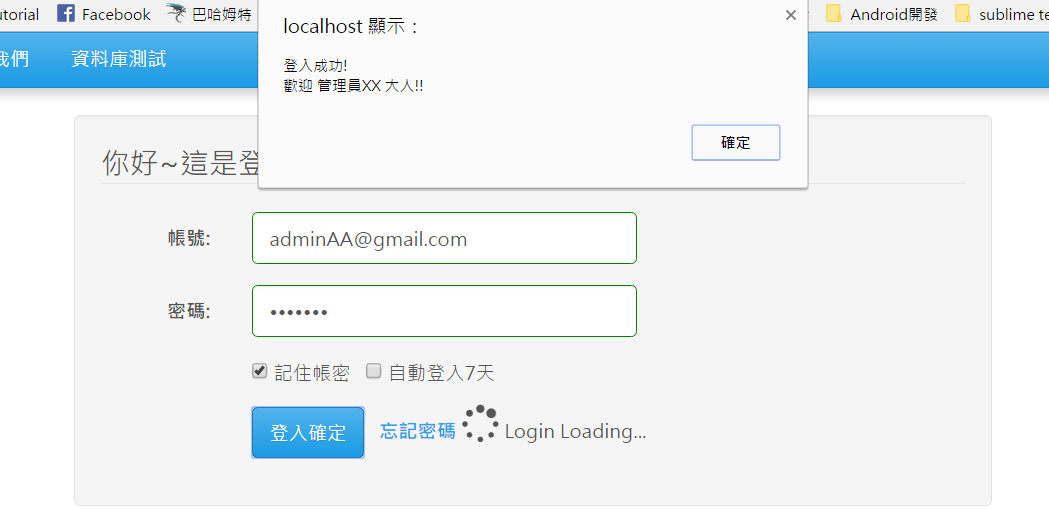 utorial Facebook 巴哈姆特 Android開發 sublime te
我們 資料庫測試
localhost 顯示：
登入成功!
歡迎 管理員XX 大人!!
確定
你好~這是登
帳號: adminAA@gmail.com
密碼: •••••••
記住帳密 自動登入7天
登入確定 忘記密碼 Login Loading...